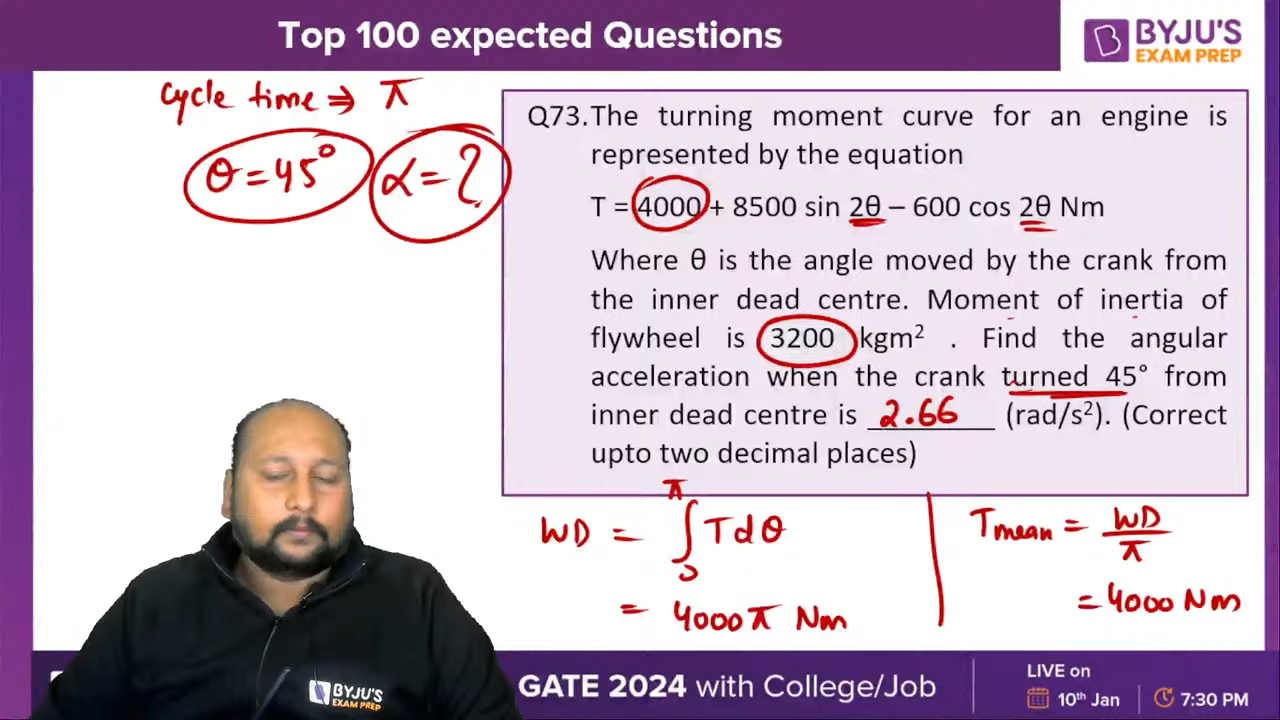 Top 100 expected Questions
BYJU'S
EXAM PREP
Cycle time ⇒ π
θ = 45° α = ?
Q73. The turning moment curve for an engine is
represented by the equation
T = 4000 + 8500 sin 2θ – 600 cos 2θ Nm
Where θ is the angle moved by the crank from
the inner dead centre. Moment of inertia of
flywheel is 3200 kgm² . Find the angular
acceleration when the crank turned 45° from
inner dead centre is 2.66 (rad/s²). (Correct
upto two decimal places)
WD = ∫₀^π T dθ
= 4000π Nm
Tmean = WD/π
= 4000 Nm
BYJU'S
EXAM PREP
GATE 2024 with College/Job
LIVE on
10th Jan 7:30 PM